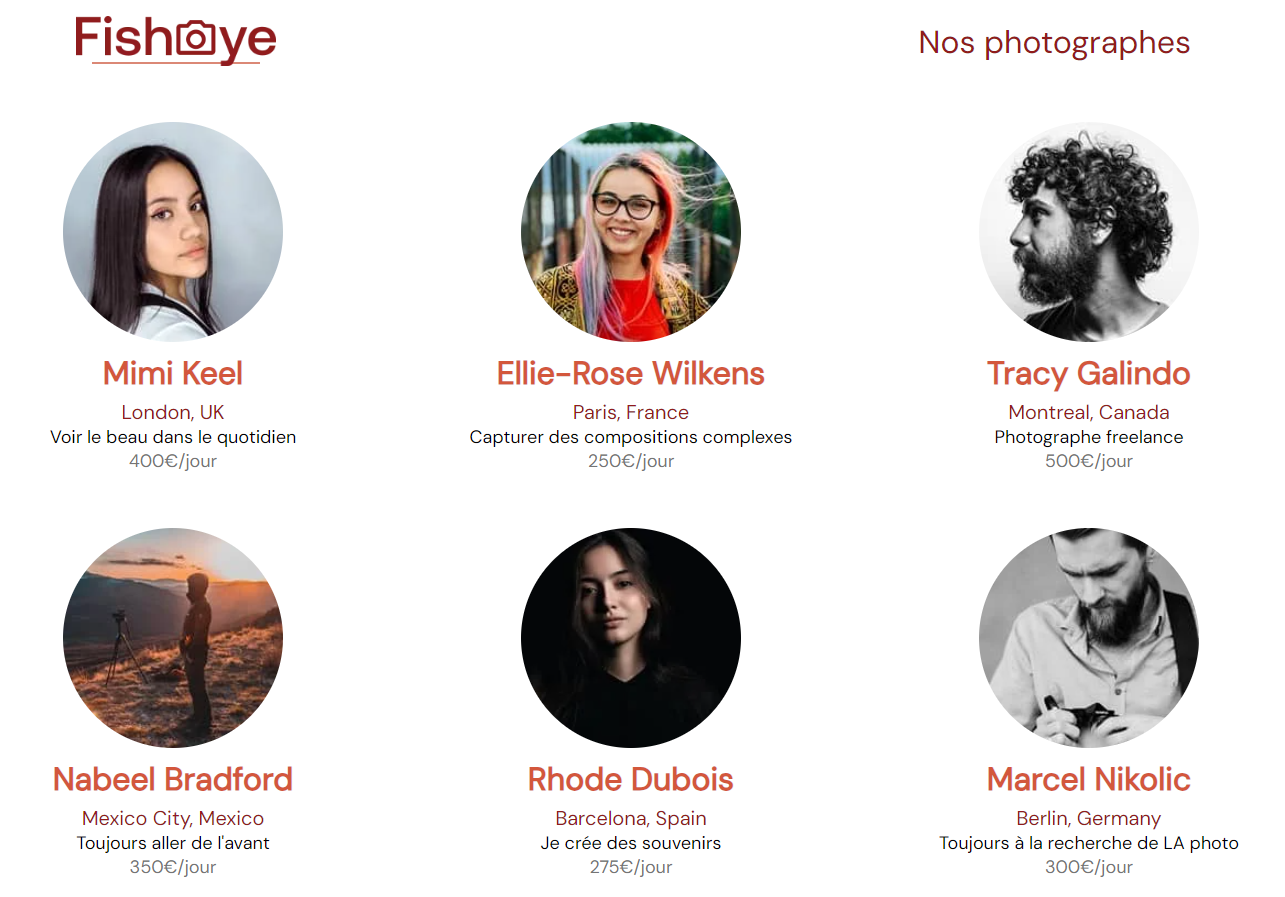 Fisheye
Nos photographes
Mimi Keel
London, UK
Voir le beau dans le quotidien
400€/jour
Ellie-Rose Wilkens
Paris, France
Capturer des compositions complexes
250€/jour
Tracy Galindo
Montreal, Canada
Photographe freelance
500€/jour
Nabeel Bradford
Mexico City, Mexico
Toujours aller de l'avant
350€/jour
Rhode Dubois
Barcelona, Spain
Je crée des souvenirs
275€/jour
Marcel Nikolic
Berlin, Germany
Toujours à la recherche de LA photo
300€/jour